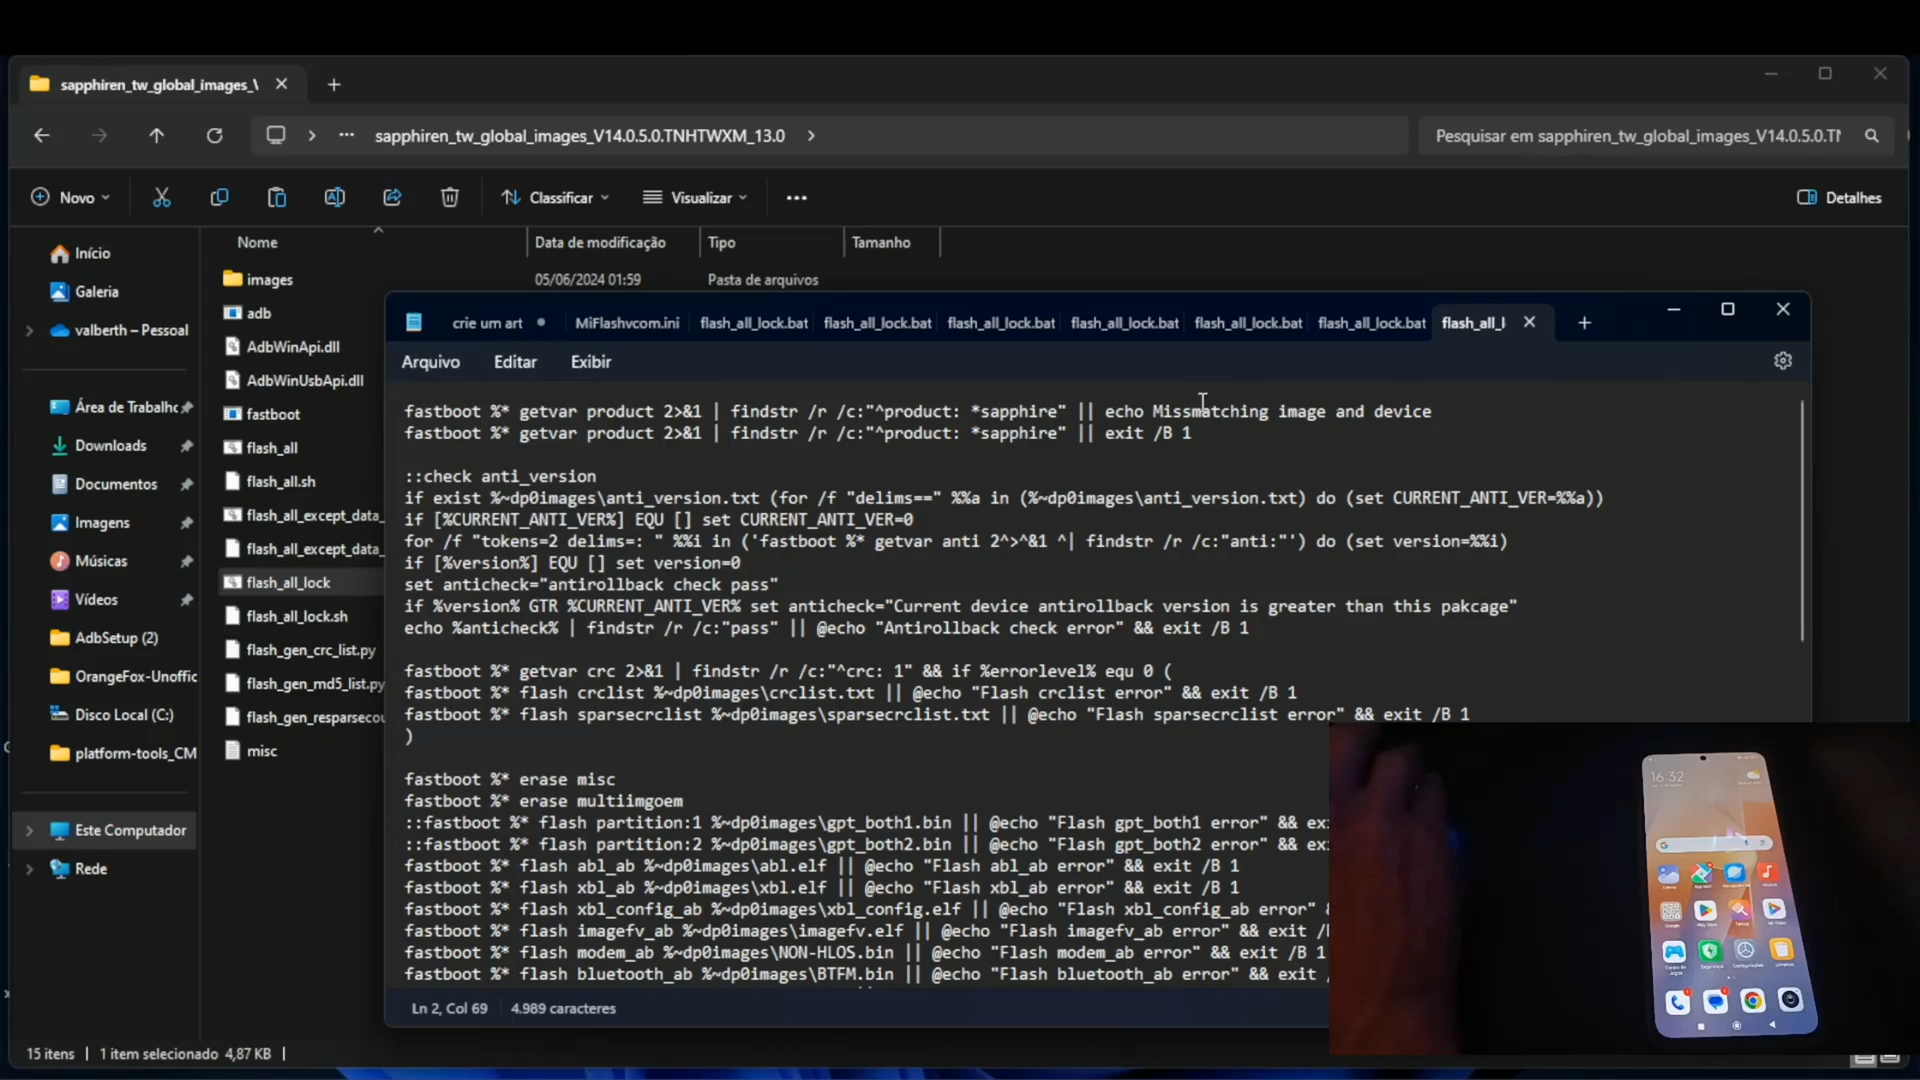 sapphiren_tw_global_images_\
sapphiren_tw_global_images_V14.0.5.0.TNHTWXM_13.0
Pesquisar em sapphiren_tw_global_images_V14.0.5.0.TI
Novo
Classificar
Visualizar
Detalhes
Nome
Data de modificação
Tipo
Tamanho
Início
Galeria
valberth – Pessoal
Área de Trabalho
Downloads
Documentos
Imagens
Músicas
Vídeos
AdbSetup (2)
OrangeFox-Unoffic
Disco Local (C:)
platform-tools_CM
Este Computador
Rede
images
05/06/2024 01:59
Pasta de arquivos
adb
AdbWinApi.dll
AdbWinUsbApi.dll
fastboot
flash_all
flash_all.sh
flash_all_except_data_
flash_all_except_data_
flash_all_lock
flash_all_lock.sh
flash_gen_crc_list.py
flash_gen_md5_list.py
flash_gen_resparsecou
misc
crie um art
MiFlashvcom.ini
flash_all_lock.bat
flash_all_lock.bat
flash_all_lock.bat
flash_all_lock.bat
flash_all_lock.bat
flash_all_lock.bat
flash_all_l
Arquivo
Editar
Exibir
fastboot %* getvar product 2>&1 | findstr /r /c:"^product: *sapphire" || echo Missmatching image and device
fastboot %* getvar product 2>&1 | findstr /r /c:"^product: *sapphire" || exit /B 1
::check anti_version
if exist %~dp0images\anti_version.txt (for /f "delims==" %%a in (%~dp0images\anti_version.txt) do (set CURRENT_ANTI_VER=%%a))
if [%CURRENT_ANTI_VER%] EQU [] set CURRENT_ANTI_VER=0
for /f "tokens=2 delims=: " %%i in ('fastboot %* getvar anti 2^>^&1 ^| findstr /r /c:"anti:"') do (set version=%%i)
if [%version%] EQU [] set version=0
set anticheck="antirollback check pass"
if %version% GTR %CURRENT_ANTI_VER% set anticheck="Current device antirollback version is greater than this pakcage"
echo %anticheck% | findstr /r /c:"pass" || @echo "Antirollback check error" && exit /B 1
fastboot %* getvar crc 2>&1 | findstr /r /c:"^crc: 1" && if %errorlevel% equ 0 (
fastboot %* flash crclist %~dp0images\crclist.txt || @echo "Flash crclist error" && exit /B 1
fastboot %* flash sparsecrclist %~dp0images\sparsecrclist.txt || @echo "Flash sparsecrclist error" && exit /B 1
)
fastboot %* erase misc
fastboot %* erase multiimgoem
::fastboot %* flash partition:1 %~dp0images\gpt_both1.bin || @echo "Flash gpt_both1 error" && exi
::fastboot %* flash partition:2 %~dp0images\gpt_both2.bin || @echo "Flash gpt_both2 error" && exi
fastboot %* flash abl_ab %~dp0images\abl.elf || @echo "Flash abl_ab error" && exit /B 1
fastboot %* flash xbl_ab %~dp0images\xbl.elf || @echo "Flash xbl_ab error" && exit /B 1
fastboot %* flash xbl_config_ab %~dp0images\xbl_config.elf || @echo "Flash xbl_config_ab error" &
fastboot %* flash imagefv_ab %~dp0images\imagefv.elf || @echo "Flash imagefv_ab error" && exit /B
fastboot %* flash modem_ab %~dp0images\NON-HLOS.bin || @echo "Flash modem_ab error" && exit /B 1
fastboot %* flash bluetooth_ab %~dp0images\BTFM.bin || @echo "Flash bluetooth_ab error" && exit /
Ln 2, Col 69
4.989 caracteres
16:32
15 itens
1 item selecionado 4,87 KB